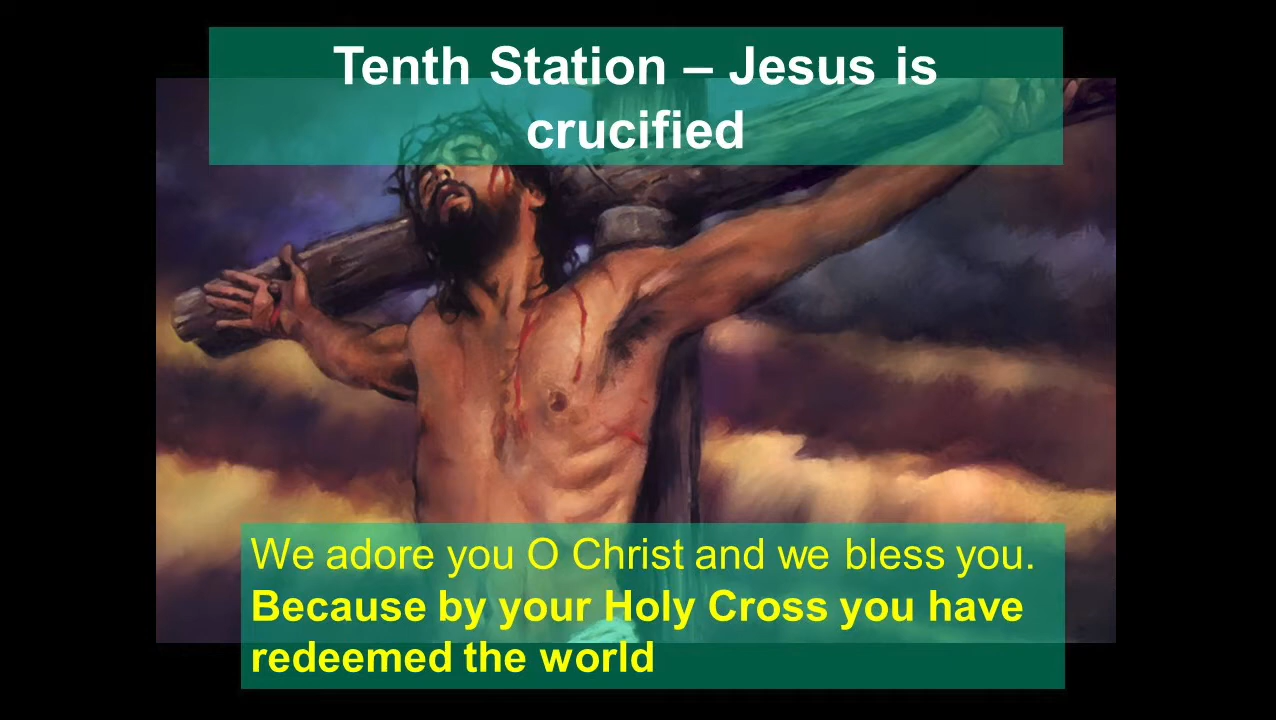 Tenth Station – Jesus is
crucified
We adore you O Christ and we bless you.
Because by your Holy Cross you have
redeemed the world